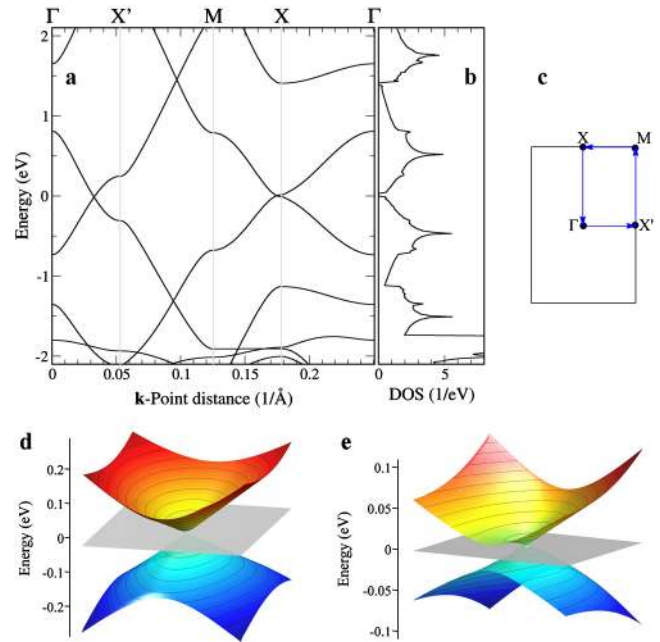 Γ X' M X Γ
2
1
0
-1
-2
Energy (eV)
a
0 0.05 0.1 0.15 0.2
k-Point distance (1/Å)
b
0 5
DOS (1/eV)
c
X M
Γ X'
d
0.2
0.1
0
-0.1
-0.2
Energy (eV)
e
0.1
0.05
0
-0.05
-0.1
Energy (eV)